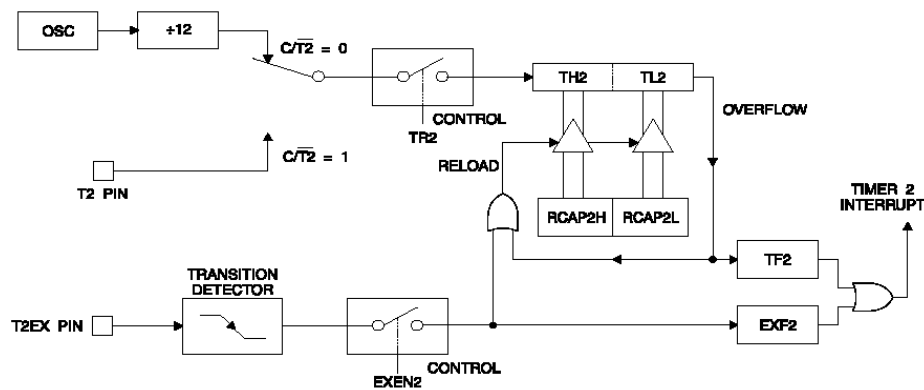 OSC
÷12
C/T2 = 0
TH2
TL2
OVERFLOW
CONTROL
TR2
C/T2 = 1
RELOAD
T2 PIN
RCAP2H
RCAP2L
TIMER 2
INTERRUPT
TRANSITION
DETECTOR
TF2
T2EX PIN
EXF2
CONTROL
EXEN2